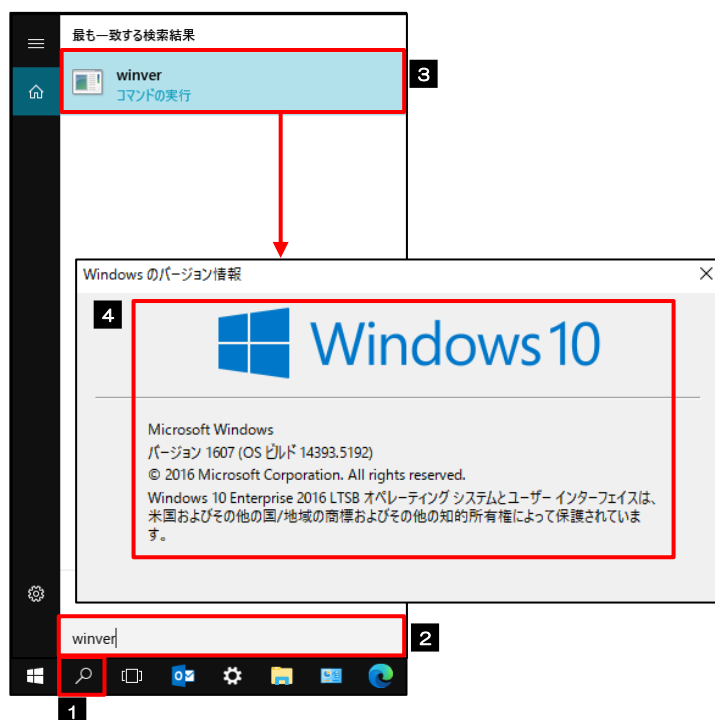 最も一致する検索結果
winver
コマンドの実行
3
Windows のバージョン情報
4
Windows 10
Microsoft Windows
バージョン 1607 (OS ビルド 14393.5192)
© 2016 Microsoft Corporation. All rights reserved.
Windows 10 Enterprise 2016 LTSB オペレーティング システムとユーザー インターフェイスは、
米国およびその他の国/地域の商標およびその他の知的所有権によって保護されていま
す。
winver
2
1